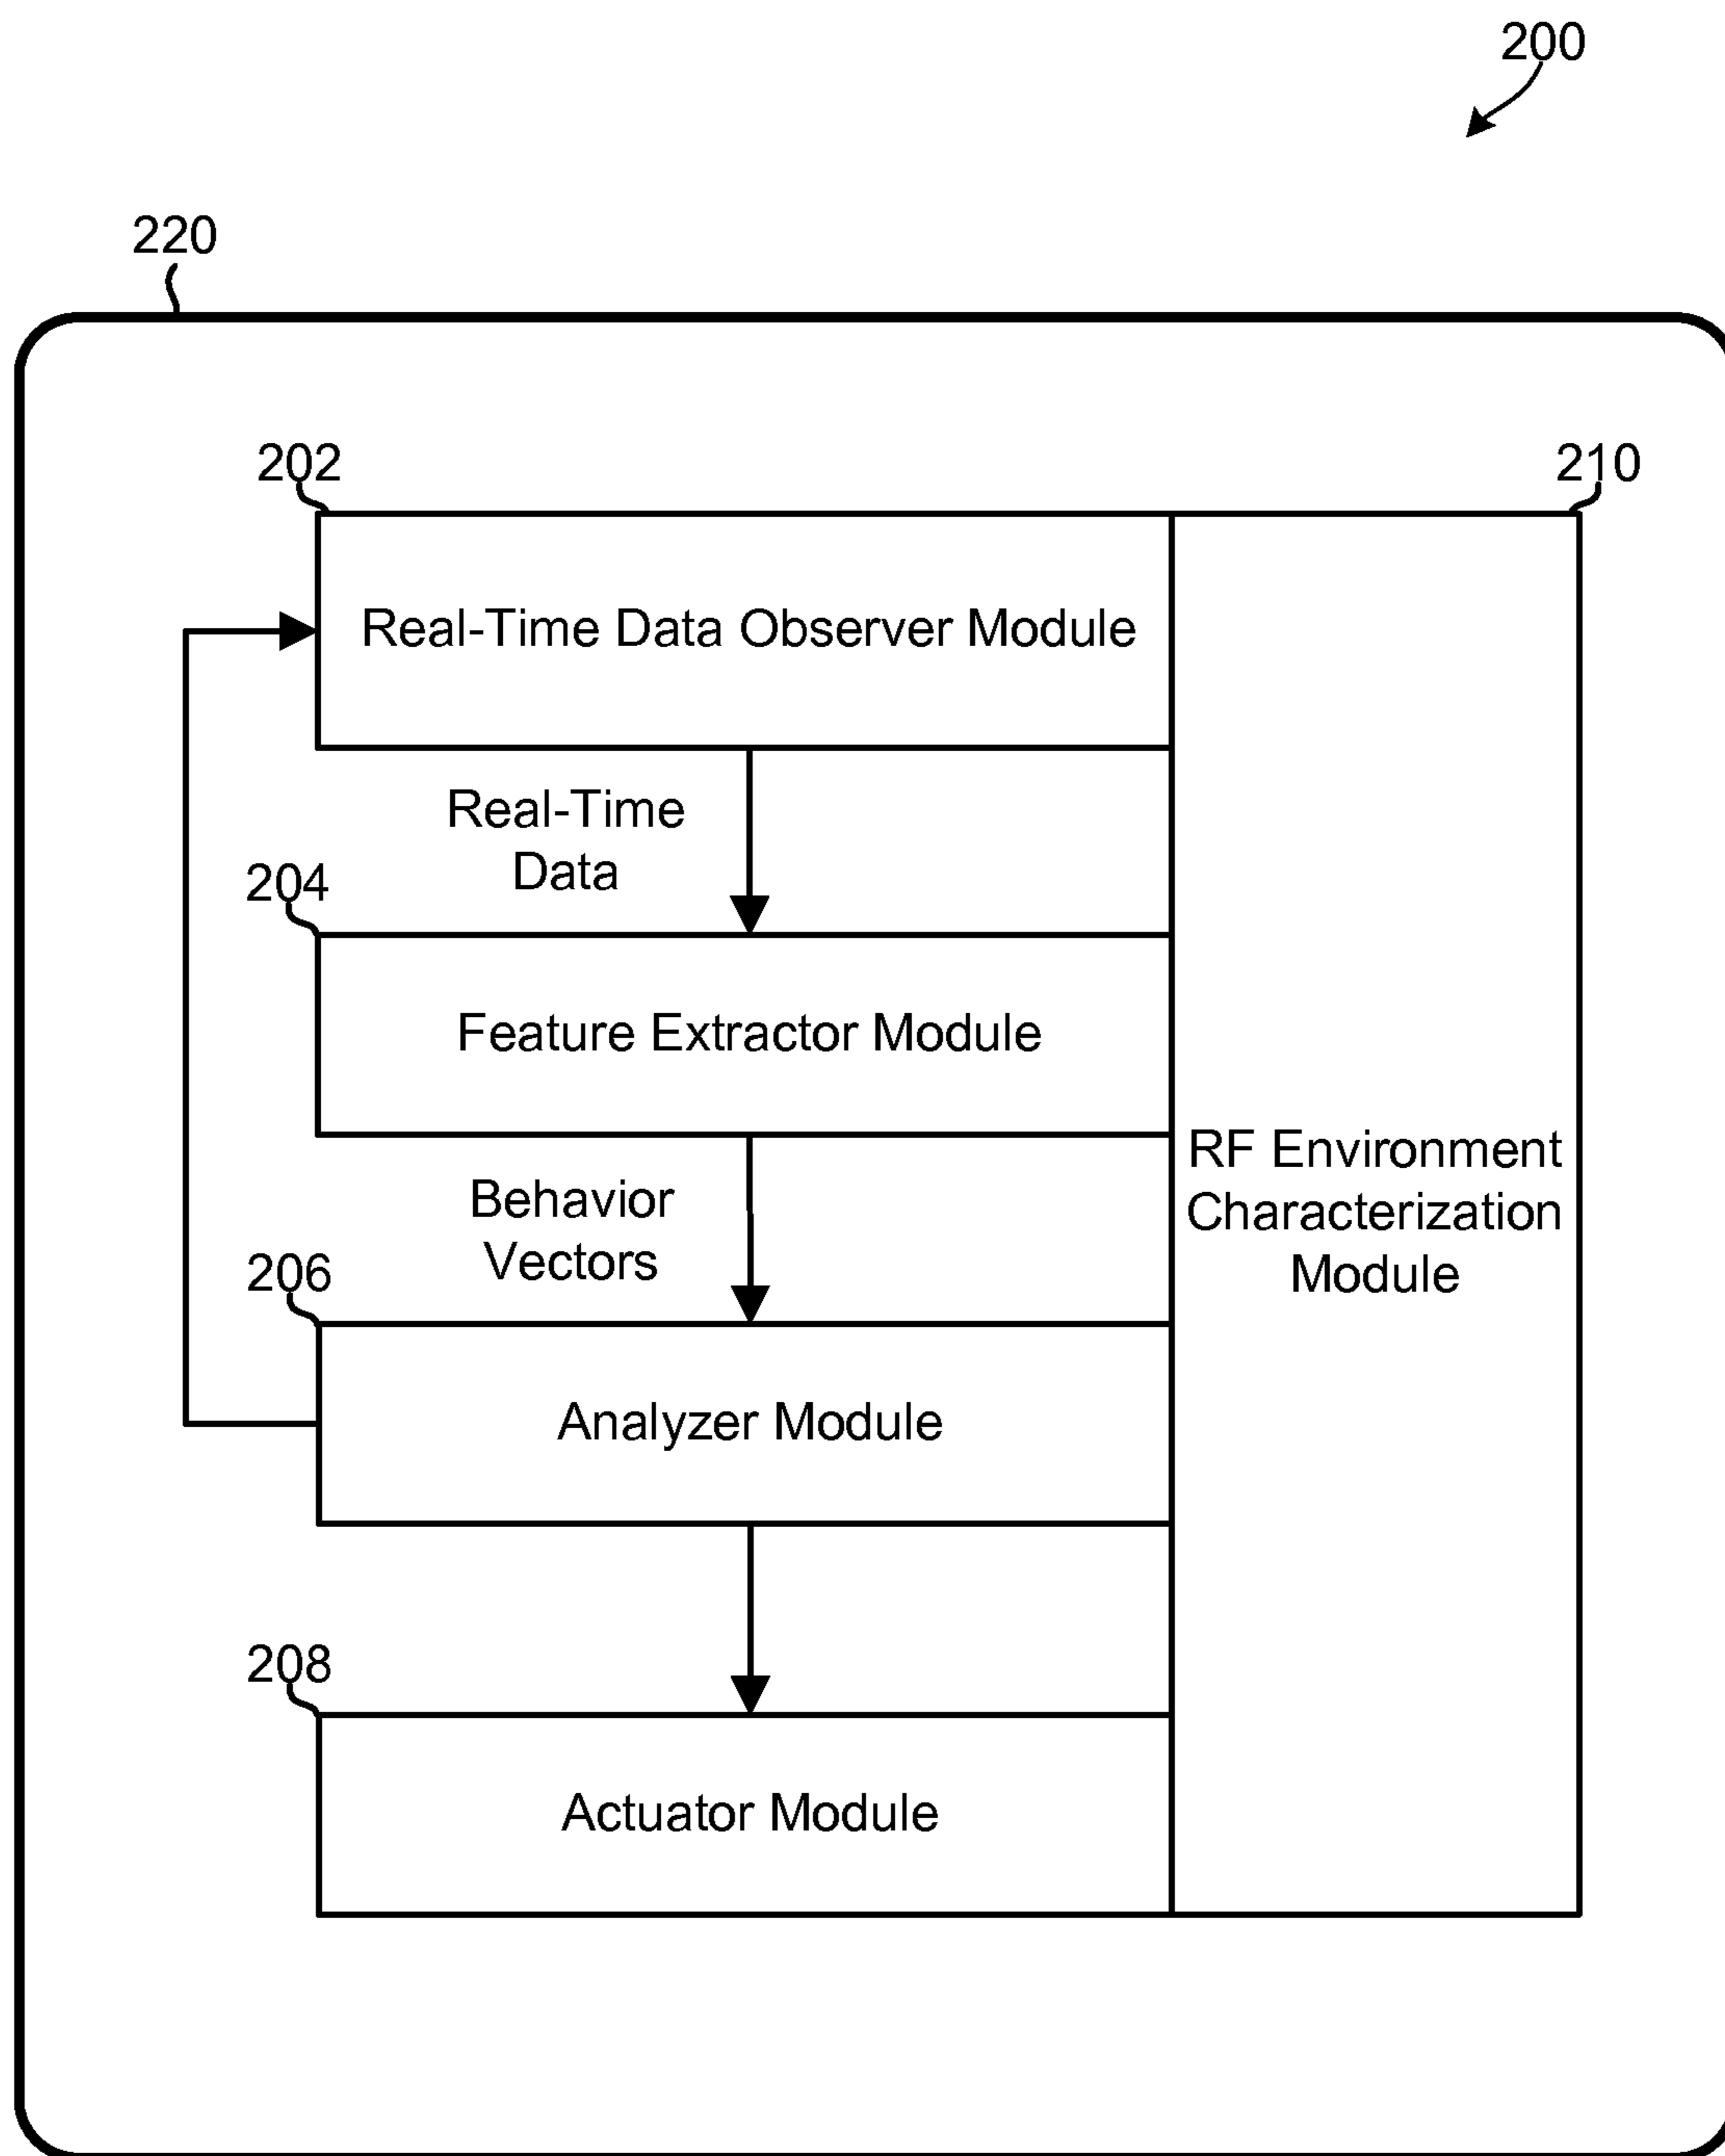 200
220
202
210
Real-Time Data Observer Module
Real-Time
Data
204
Feature Extractor Module
RF Environment
Characterization
Module
Behavior
Vectors
206
Analyzer Module
208
Actuator Module